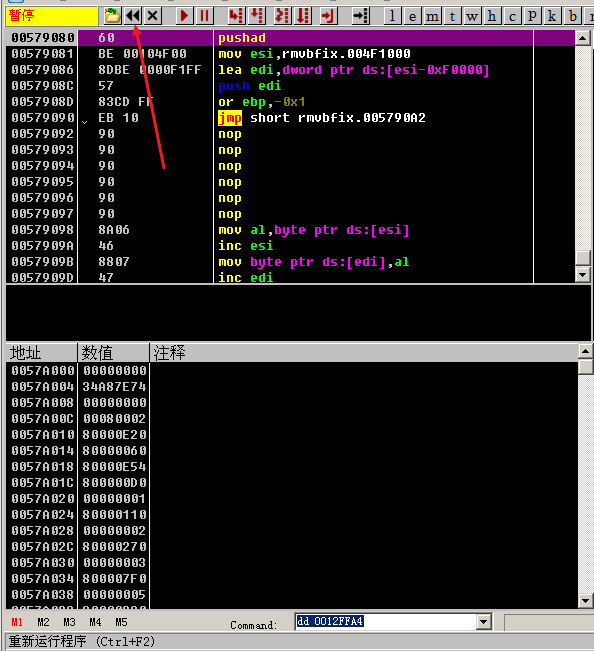 暂停 l e m t w h c p k b
00579080 60 pushad
00579081 BE 00104F00 mov esi,rmvbfix.004F1000
00579086 8DBE 0000F1FF lea edi,dword ptr ds:[esi-0xF0000]
0057908C 57 push edi
0057908D 83CD FF or ebp,-0x1
00579090 EB 10 jmp short rmvbfix.005790A2
00579092 90 nop
00579093 90 nop
00579094 90 nop
00579095 90 nop
00579096 90 nop
00579097 90 nop
00579098 8A06 mov al,byte ptr ds:[esi]
0057909A 46 inc esi
0057909B 8807 mov byte ptr ds:[edi],al
0057909D 47 inc edi
地址 数值 注释
0057A000 00000000
0057A004 34A87E74
0057A008 00000000
0057A00C 00080002
0057A010 80000E20
0057A014 80000060
0057A018 80000E54
0057A01C 800000D0
0057A020 00000001
0057A024 80000110
0057A028 00000002
0057A02C 80000270
0057A030 00000003
0057A034 800007F0
0057A038 00000005
M1 M2 M3 M4 M5 Command: dd 0012FFA4
重新运行程序 (Ctrl+F2)